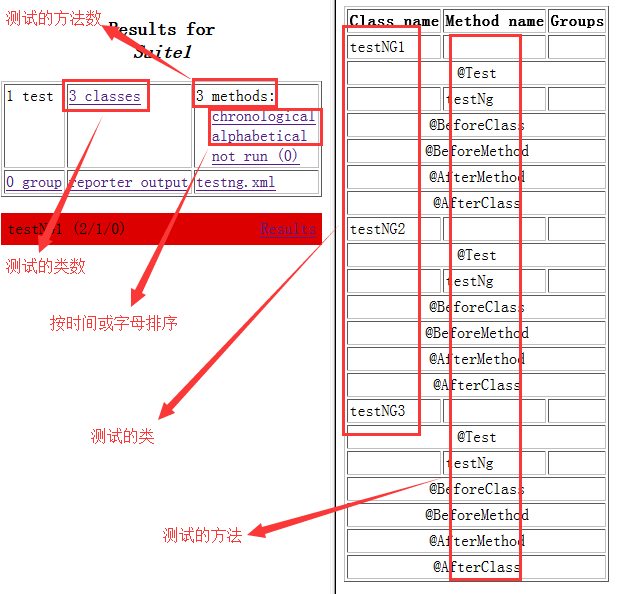 测试的方法数
Results for
Suite1
1 test
3 classes
3 methods:
chronological
alphabetical
not run (0)
0 group
reporter output
testng.xml
testNG1 (2/1/0)
Results
测试的类数
按时间或字母排序
测试的类
测试的方法
Class name Method name Groups
testNG1
@Test
testNg
@BeforeClass
@BeforeMethod
@AfterMethod
@AfterClass
testNG2
@Test
testNg
@BeforeClass
@BeforeMethod
@AfterMethod
@AfterClass
testNG3
@Test
testNg
@BeforeClass
@BeforeMethod
@AfterMethod
@AfterClass